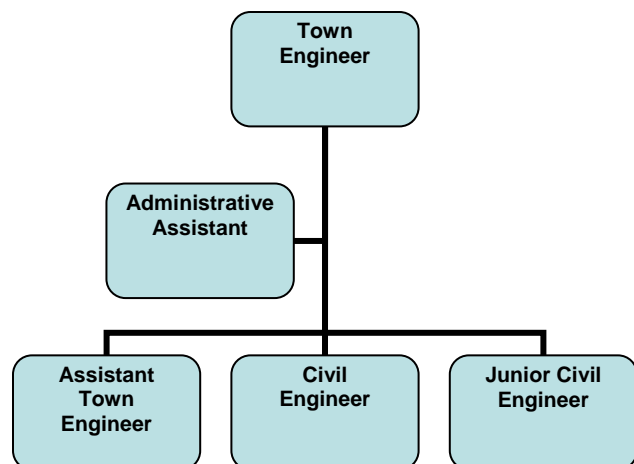 Town
Engineer
Administrative
Assistant
Assistant
Town
Engineer
Civil
Engineer
Junior Civil
Engineer